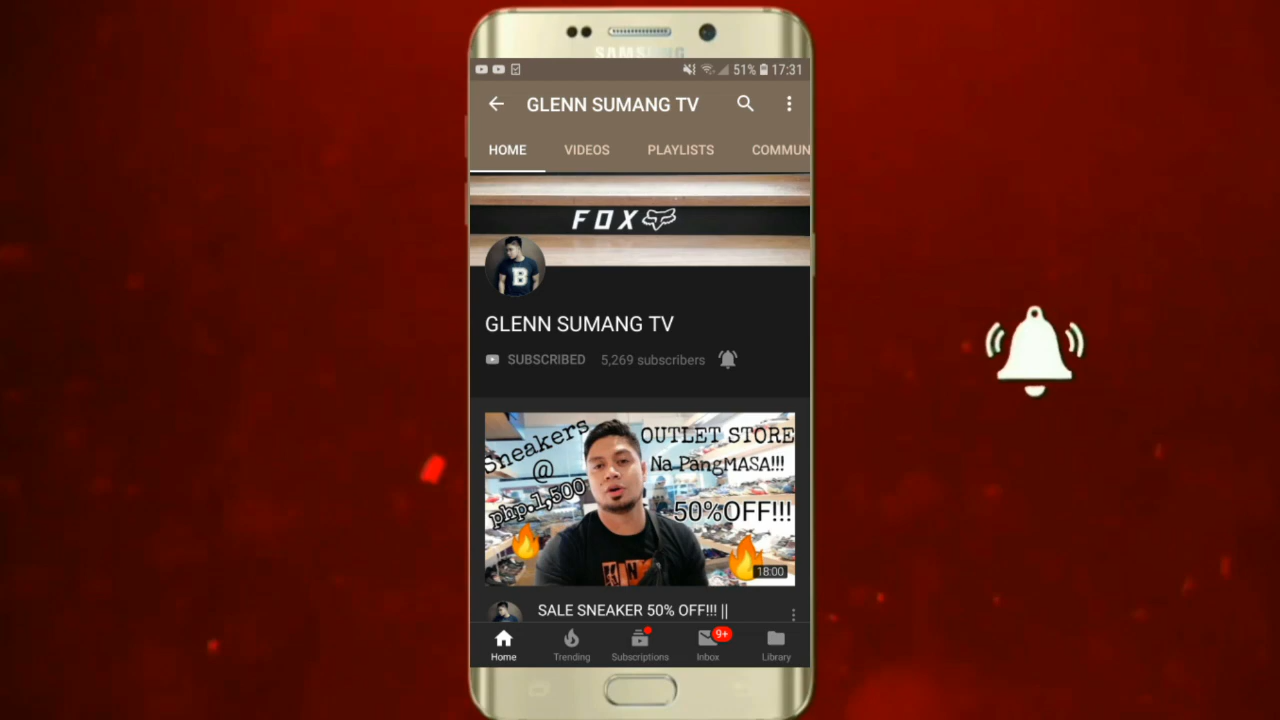 SAMSUNG
51% 17:31
GLENN SUMANG TV
HOME VIDEOS PLAYLISTS COMMUN
FOX
B
GLENN SUMANG TV
SUBSCRIBED 5,269 subscribers
Sneakers
@
php.1,500
OUTLET STORE
Na PangMASA!!!
50%OFF!!!
18:00
SALE SNEAKER 50% OFF!!! ||
9+
Home Trending Subscriptions Inbox Library